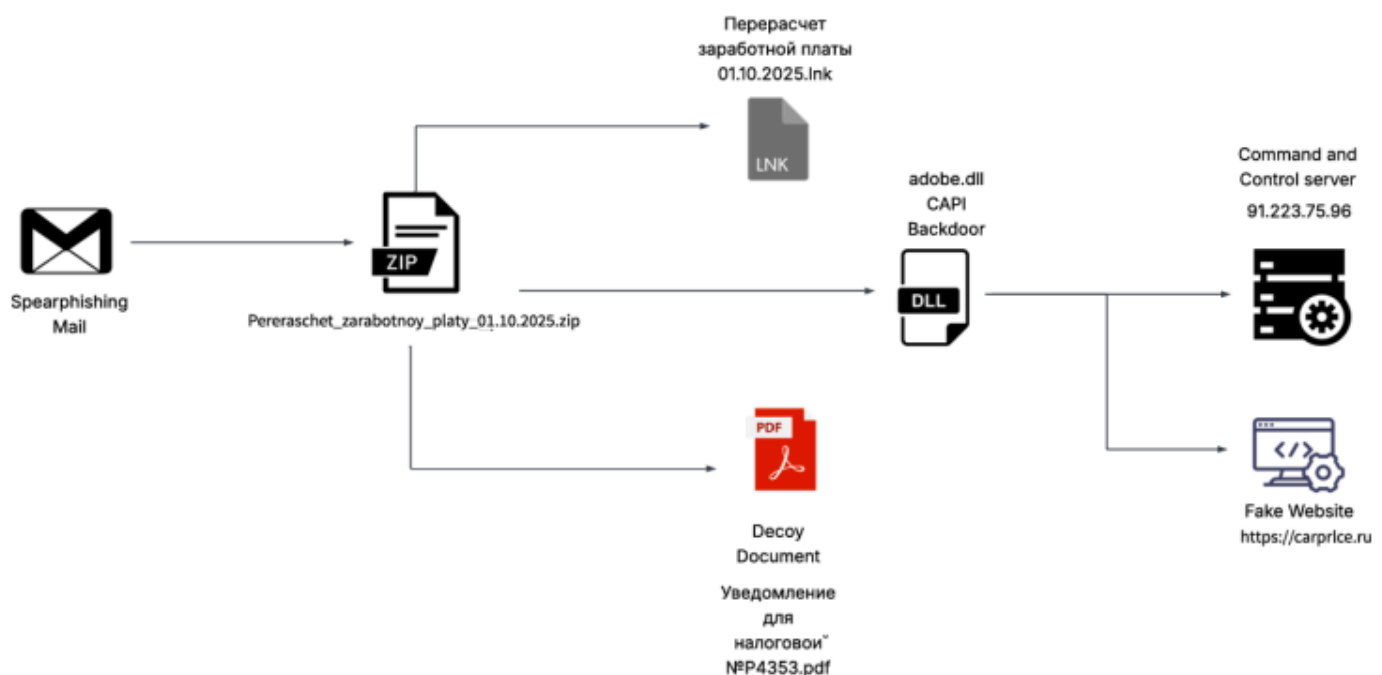 Перерасчет
заработной платы
01.10.2025.lnk
LNK
Spearphishing
Mail
ZIP
Pereraschet_zarabotnoy_platy_01.10.2025.zip
adobe.dll
CAPI
Backdoor
DLL
Command and
Control server
91.223.75.96
PDF
Decoy
Document
Уведомление
для
налоговой
№P4353.pdf
Fake Website
https://carprlce.ru